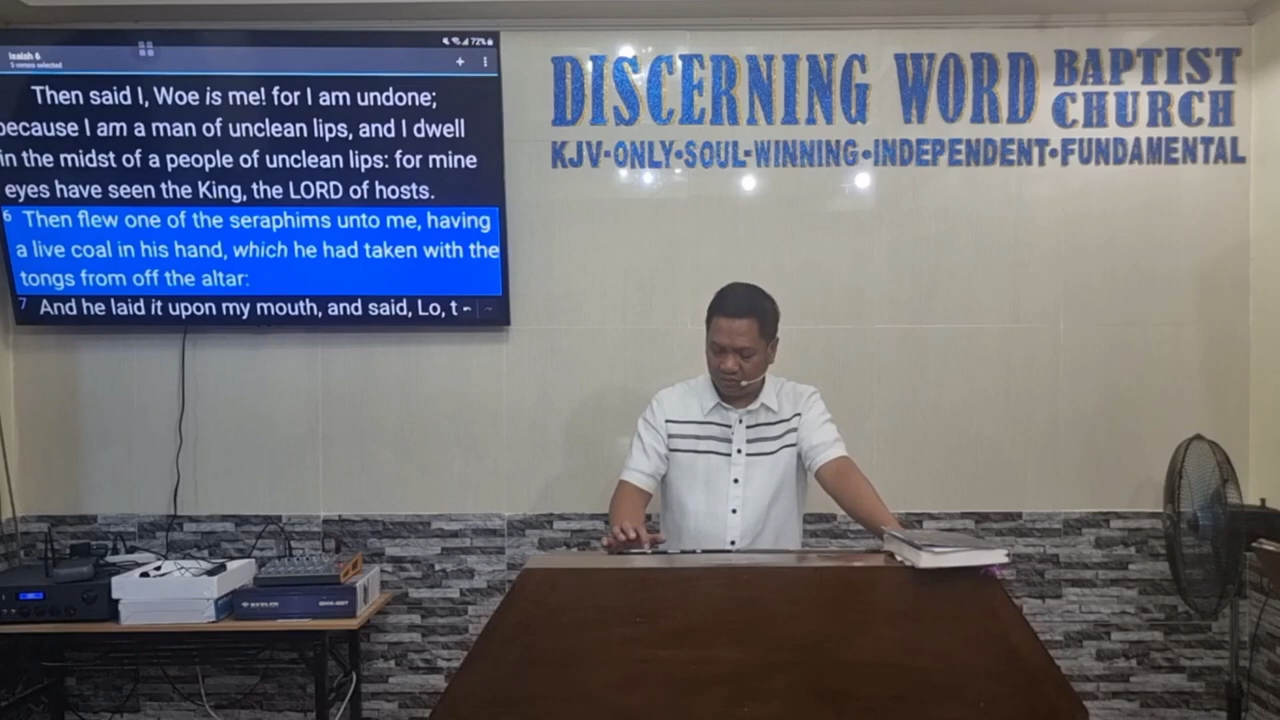 72%
Isaiah 6
Then said I, Woe is me! for I am undone;
because I am a man of unclean lips, and I dwell
in the midst of a people of unclean lips: for mine
eyes have seen the King, the LORD of hosts.
6 Then flew one of the seraphims unto me, having
a live coal in his hand, which he had taken with the
tongs from off the altar:
7 And he laid it upon my mouth, and said, Lo, t
DISCERNING WORD BAPTIST
CHURCH
KJV-ONLY•SOUL-WINNING•INDEPENDENT•FUNDAMENTAL